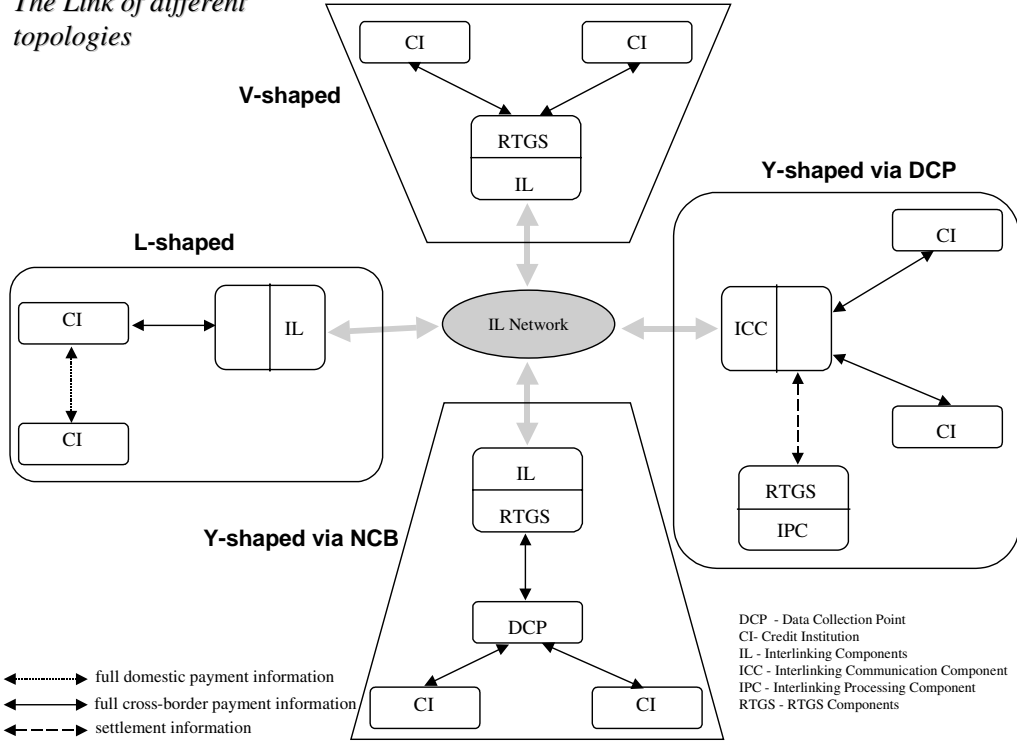 The Link of different
topologies
CI
CI
V-shaped
RTGS
IL
Y-shaped via DCP
CI
L-shaped
CI
IL
IL Network
ICC
CI
CI
IL
RTGS
RTGS
IPC
Y-shaped via NCB
DCP
CI
CI
DCP - Data Collection Point
CI- Credit Institution
IL - Interlinking Components
ICC - Interlinking Communication Component
IPC - Interlinking Processing Component
RTGS - RTGS Components
full domestic payment information
full cross-border payment information
settlement information